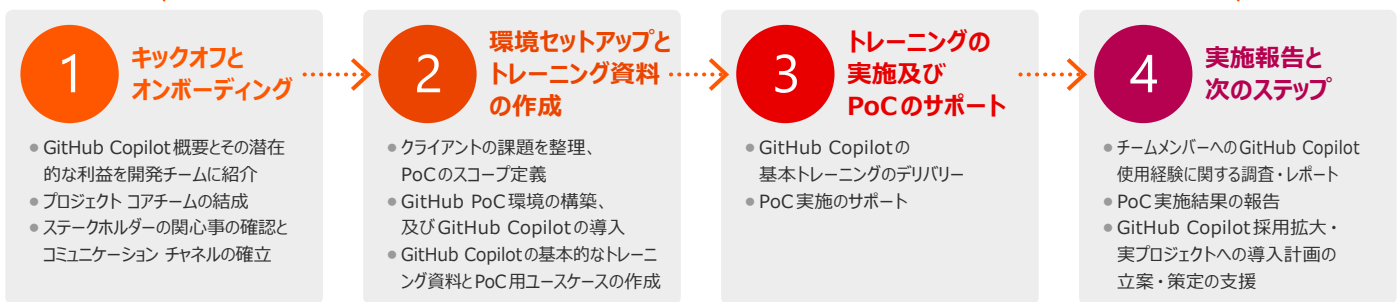 1
キックオフと
オンボーディング
● GitHub Copilot概要とその潜在
的な利益を開発チームに紹介
● プロジェクト コアチームの結成
● ステークホルダーの関心事の確認と
コミュニケーション チャネルの確立
2
環境セットアップと
トレーニング資料
の作成
● クライアントの課題を整理、
PoCのスコープ定義
● GitHub PoC環境の構築、
及びGitHub Copilotの導入
● GitHub Copilotの基本的なトレーニ
ング資料とPoC用ユースケースの作成
3
トレーニングの
実施及び
PoCのサポート
● GitHub Copilotの
基本トレーニングのデリバリー
● PoC実施のサポート
4
実施報告と
次のステップ
● チームメンバーへのGitHub Copilot
使用経験に関する調査・レポート
● PoC実施結果の報告
● GitHub Copilot採用拡大・
実プロジェクトへの導入計画の
立案・策定の支援